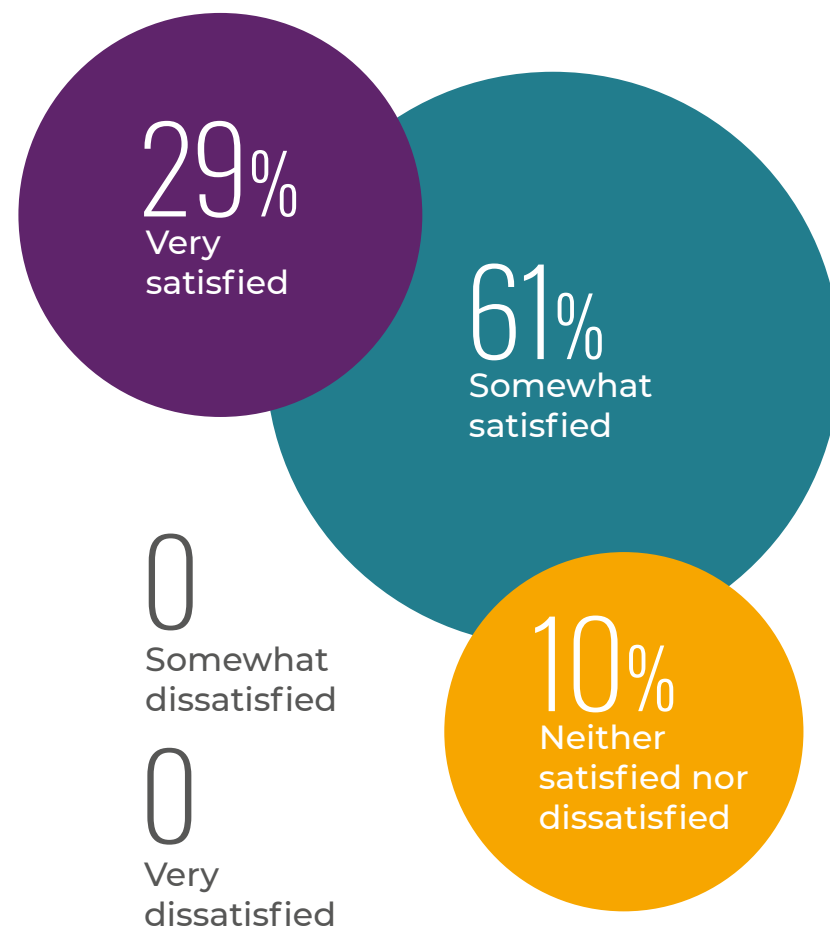 29%
Very
satisfied
61%
Somewhat
satisfied
0
Somewhat
dissatisfied
10%
Neither
satisfied nor
dissatisfied
0
Very
dissatisfied